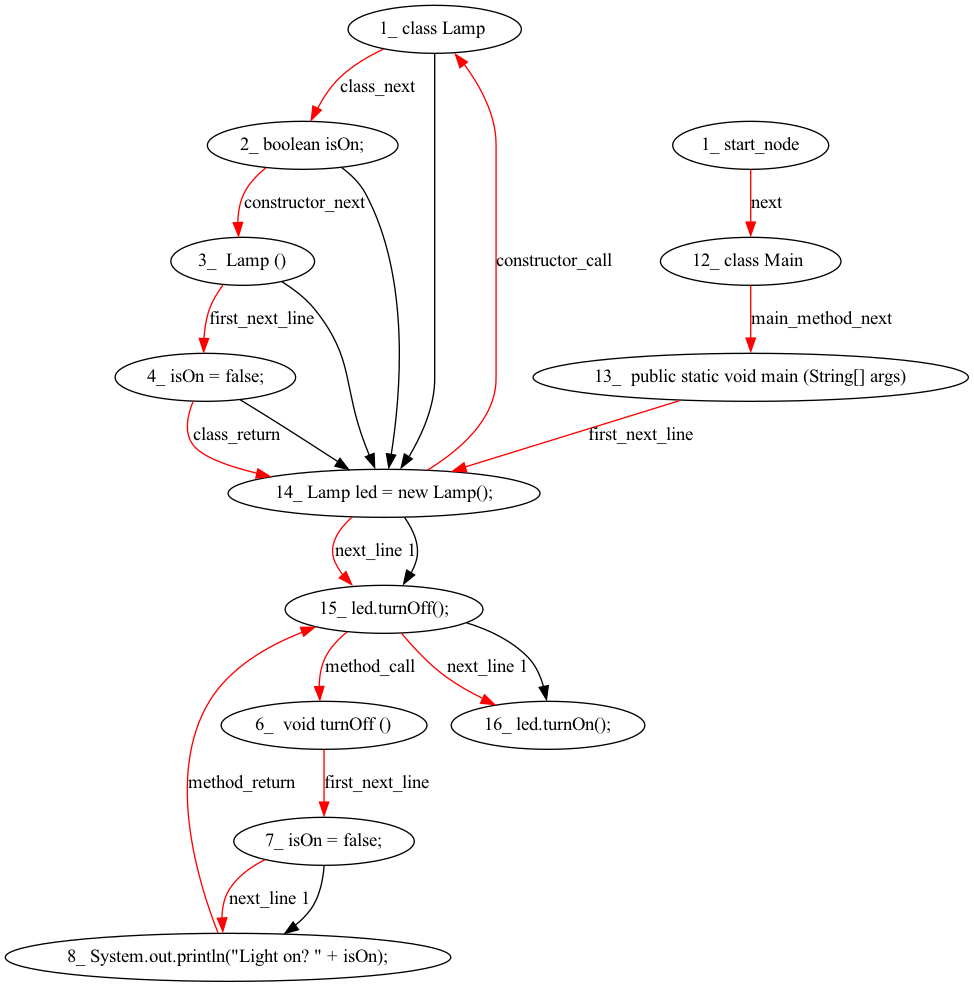 1_ class Lamp
class_next
2_ boolean isOn;
1_ start_node
constructor_next
next
3_  Lamp ()
constructor_call
12_ class Main
first_next_line
main_method_next
4_ isOn = false;
13_  public static void main (String[] args)
class_return
first_next_line
14_ Lamp led = new Lamp();
next_line 1
15_ led.turnOff();
method_call
next_line 1
6_  void turnOff ()
16_ led.turnOn();
method_return
first_next_line
7_ isOn = false;
next_line 1
8_ System.out.println("Light on? " + isOn);